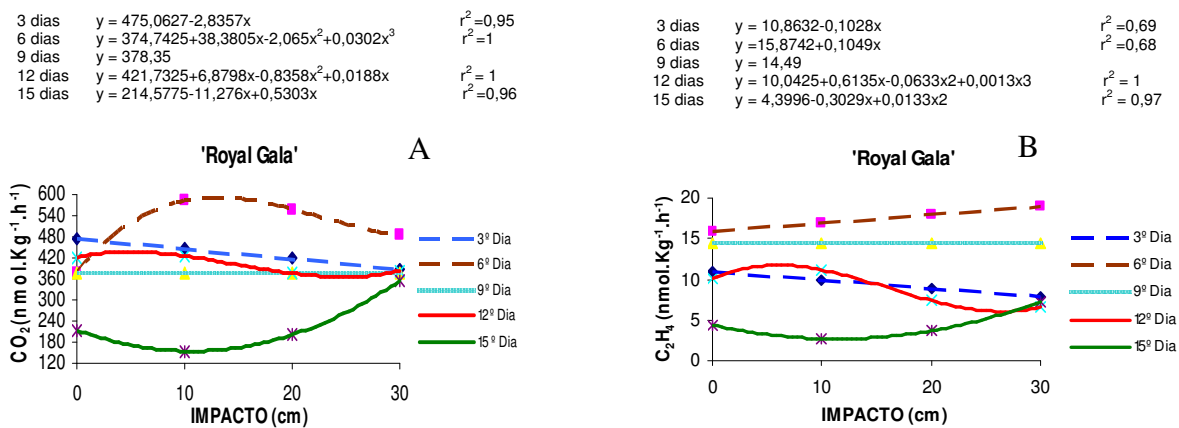 3 dias y = 475,0627-2,8357x r²=0,95
6 dias y = 374,7425+38,3805x-2,065x²+0,0302x³ r²=1
9 dias y = 378,35
12 dias y = 421,7325+6,8798x-0,8358x²+0,0188x³ r² = 1
15 dias y = 214,5775-11,276x+0,5303x r²=0,96
'Royal Gala' A
CO₂(nmol.Kg⁻¹.h⁻¹)
600
540
480
420
360
300
240
180
120
0 10 20 30
IMPACTO (cm)
3º Dia
6º Dia
9º Dia
12º Dia
15º Dia
3 dias y = 10,8632-0,1028x r²=0,69
6 dias y =15,8742+0,1049x r²=0,68
9 dias y = 14,49
12 dias y = 10,0425+0,6135x-0,0633x2+0,0013x3 r² = 1
15 dias y = 4,3996-0,3029x+0,0133x2 r² = 0,97
'Royal Gala' B
C₂H₄ (nmol.Kg⁻¹.h⁻¹)
20
15
10
5
0
0 10 20 30
IMPACTO (cm)
3º Dia
6º Dia
9º Dia
12º Dia
15º Dia